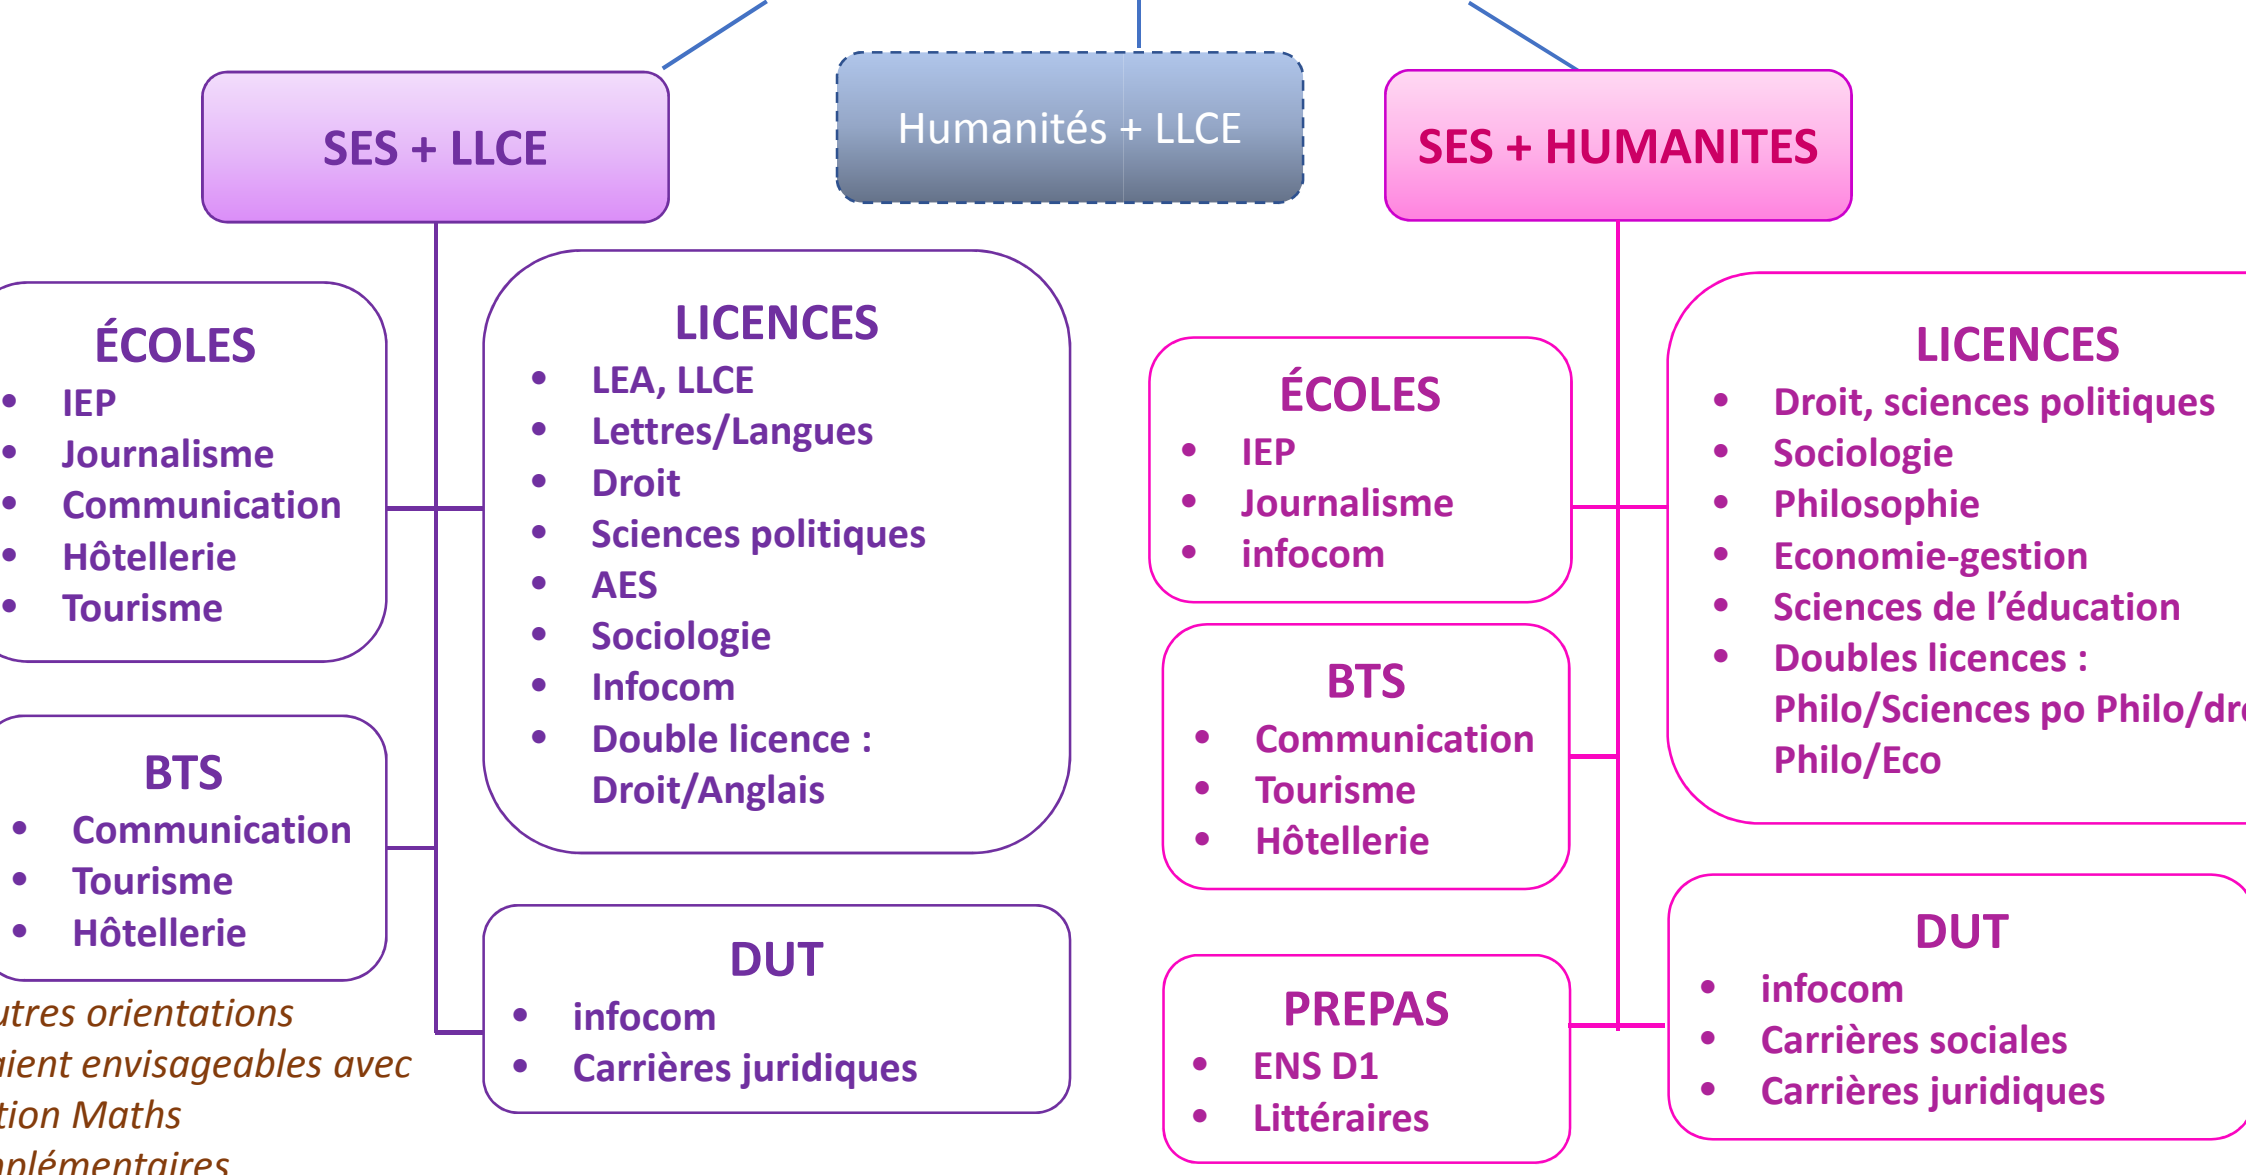 SES + LLCE
Humanités + LLCE
SES + HUMANITES
ÉCOLES
• IEP
• Journalisme
• Communication
• Hôtellerie
• Tourisme
LICENCES
• LEA, LLCE
• Lettres/Langues
• Droit
• Sciences politiques
• AES
• Sociologie
• Infocom
• Double licence :
Droit/Anglais
BTS
• Communication
• Tourisme
• Hôtellerie
DUT
• infocom
• Carrières juridiques
orientations
envisageables avec
Maths
ÉCOLES
• IEP
• Journalisme
• infocom
LICENCES
• Droit, sciences politiques
• Sociologie
• Philosophie
• Economie-gestion
• Sciences de l’éducation
• Doubles licences :
Philo/Sciences po
Philo/Eco
BTS
• Communication
• Tourisme
• Hôtellerie
PREPAS
• ENS D1
• Littéraires
DUT
• infocom
• Carrières sociales
• Carrières juridiques